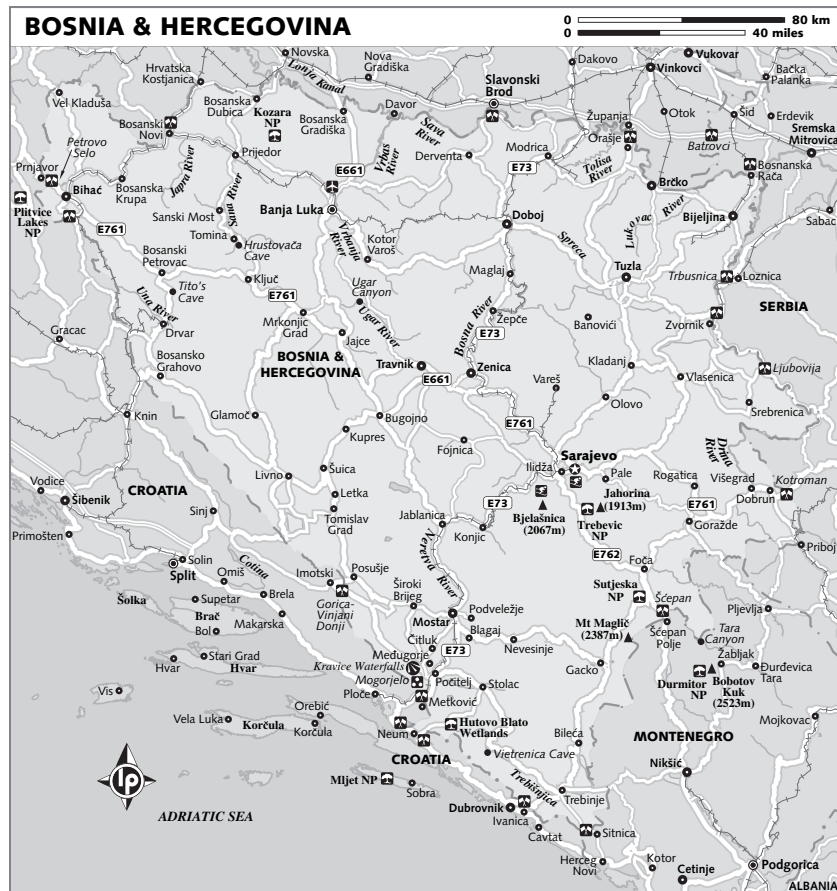 BOSNIA & HERCEGOVINA
0 80 km
0 40 miles
Novska
Nova
Gradiška
Dakovo
Vukovar
Vinkovci
Bačka
Palanka
Hrvatska
Kostjanica
Lonja Kanal
Slavonski
Brod
Vel Kladuša
Bosanska
Dubica
Kozara
NP
Bosanska
Gradiška
Davor
Sava
River
Županja
Otok
Šid
Erdevik
Bosanski
Novi
Orašje
Batrovci
Sremska
Mitrovica
Petrovo
Selo
Prijedor
Vrbas
River
Derventa
Modrica
E661
E73
Tolisa
River
Bosnanska
Rača
Prnjavor
Bihać
Bosanska
Krupa
Japra River
Sana River
Brčko
Plitvice
Lakes
NP
Sanski Most
Banja Luka
Doboj
Lukovac
River
Bijeljina
Sabac
E761
Tomina
Hrustovača
Cave
Vrbanja
River
Kotor
Varoš
Spreca
Bosanski
Petrovac
Maglaj
Tuzla
Trbusnica
Loznica
Tito's
Cave
Ključ
Ugar
Canyon
Una River
E761
Ugar River
SERBIA
Drvar
Mrkonjic
Grad
Bosna River
Žepče
Banovići
Zvornik
Gracac
Jajce
E73
BOSNIA &
HERCEGOVINA
Bosansko
Grahovo
Travnik
E661
Zenica
Kladanj
Vlasenica
Ljubovija
Vareš
Olovo
Srebrenica
Knin
Glamoč
Bugojno
E761
Kupres
Fojnica
Drina
River
Sarajevo
Ilidža
Pale
Rogatica
Višegrad
Kotroman
Dobrun
Vodice
CROATIA
Livno
Šuica
Šibenik
Letka
Jahorina
(1913m)
E761
Sinj
Tomislav
Grad
Jablanica
E73
Bjelašnica
(2067m)
Trebevic
NP
Goražde
Primošten
Konjic
Neretva River
E762
Priboj
Solin
Split
Cotina
Omiš
Imotski
Posušje
Foča
Šolka
Supetar
Brela
Široki
Brijeg
Sutjeska
NP
Šćepan
Brač
Gorica-
Vinjani
Donji
Mostar
Podveležje
Pljevlja
Bol
Makarska
Blagaj
Mt Maglič
(2387m)
Šćepan
Polje
Tara
Canyon
Čitluk
Nevesinje
Stari Grad
Međugorje
E73
Žabljak
Hvar
Hvar
Kravice Waterfalls
Mogorjelo
Počitelj
Gacko
Durmitor
NP
Bobotov
Kuk
(2523m)
Đurđevica
Tara
Vis
Ploče
Stolac
Orebić
Metković
Vela Luka
Korčula
Korčula
Hutovo Blato
Wetlands
Bileća
Mojkovac
Neum
CROATIA
MONTENEGRO
Vietrenica Cave
lp
Mljet NP
Sobra
Trebišnjica
Nikšić
ADRIATIC SEA
Dubrovnik
Trebinje
Ivanica
Cavtat
Sitnica
Herceg
Novi
Kotor
Cetinje
Podgorica
ALBANIA